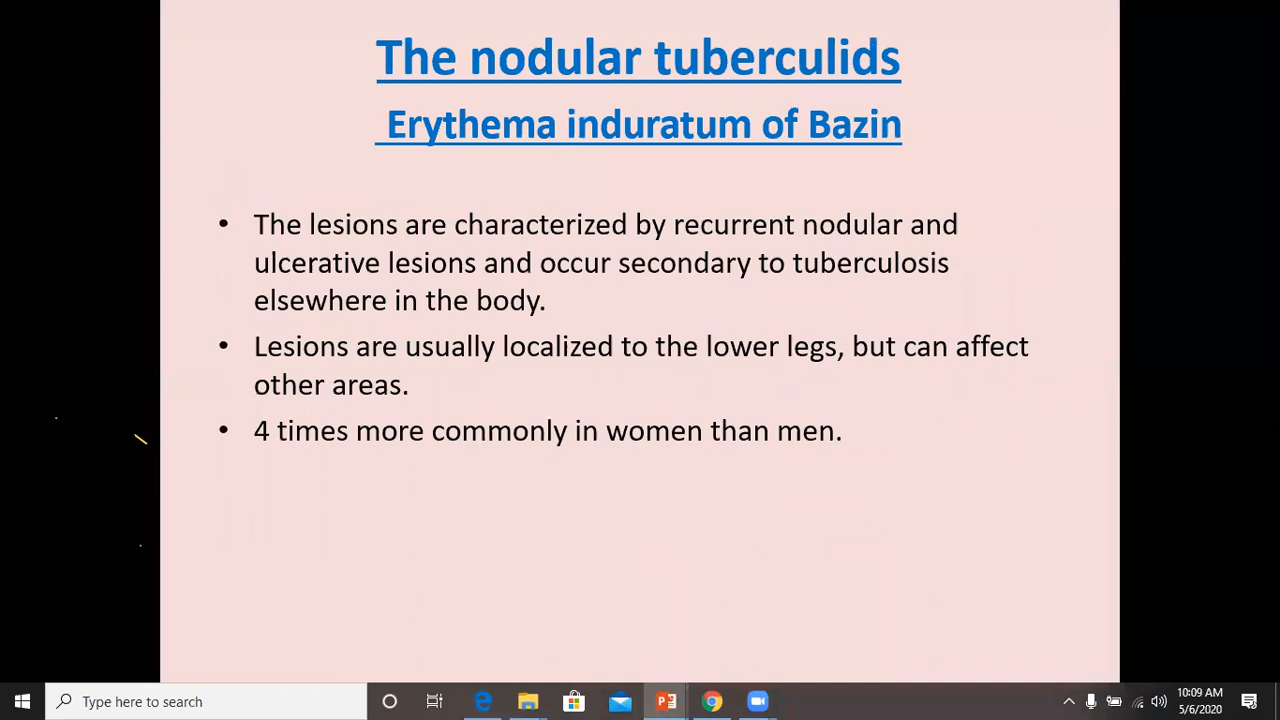 The nodular tuberculids
Erythema induratum of Bazin
• The lesions are characterized by recurrent nodular and
ulcerative lesions and occur secondary to tuberculosis
elsewhere in the body.
• Lesions are usually localized to the lower legs, but can affect
other areas.
• 4 times more commonly in women than men.
Type here to search
10:09 AM
5/6/2020